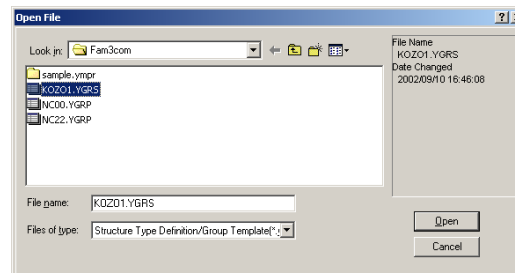 Open File
Look in: Fam3com
sample.ympr
KOZO1.YGRS
NC00.YGRP
NC22.YGRP
File name: KOZO1.YGRS
Files of type: Structure Type Definition/Group Template(*.y
File Name
KOZO1.YGRS
Date Changed
2002/09/10 16:46:08
Open
Cancel